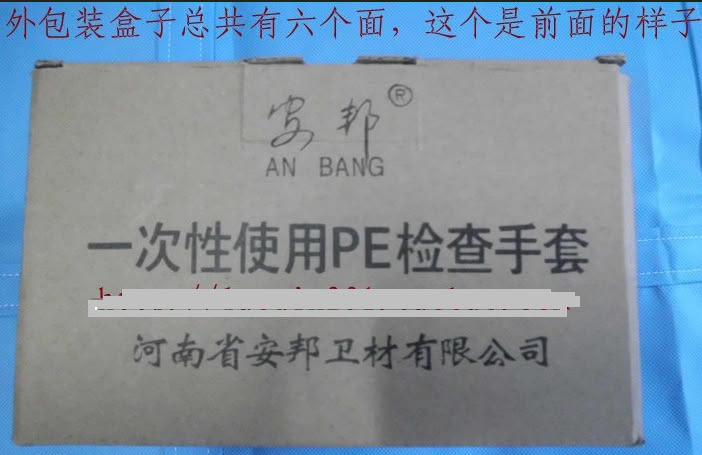 外包装盒子总共有六个面，这个是前面的样子
安邦®
AN BANG
一次性使用PE检查手套
河南省安邦卫材有限公司